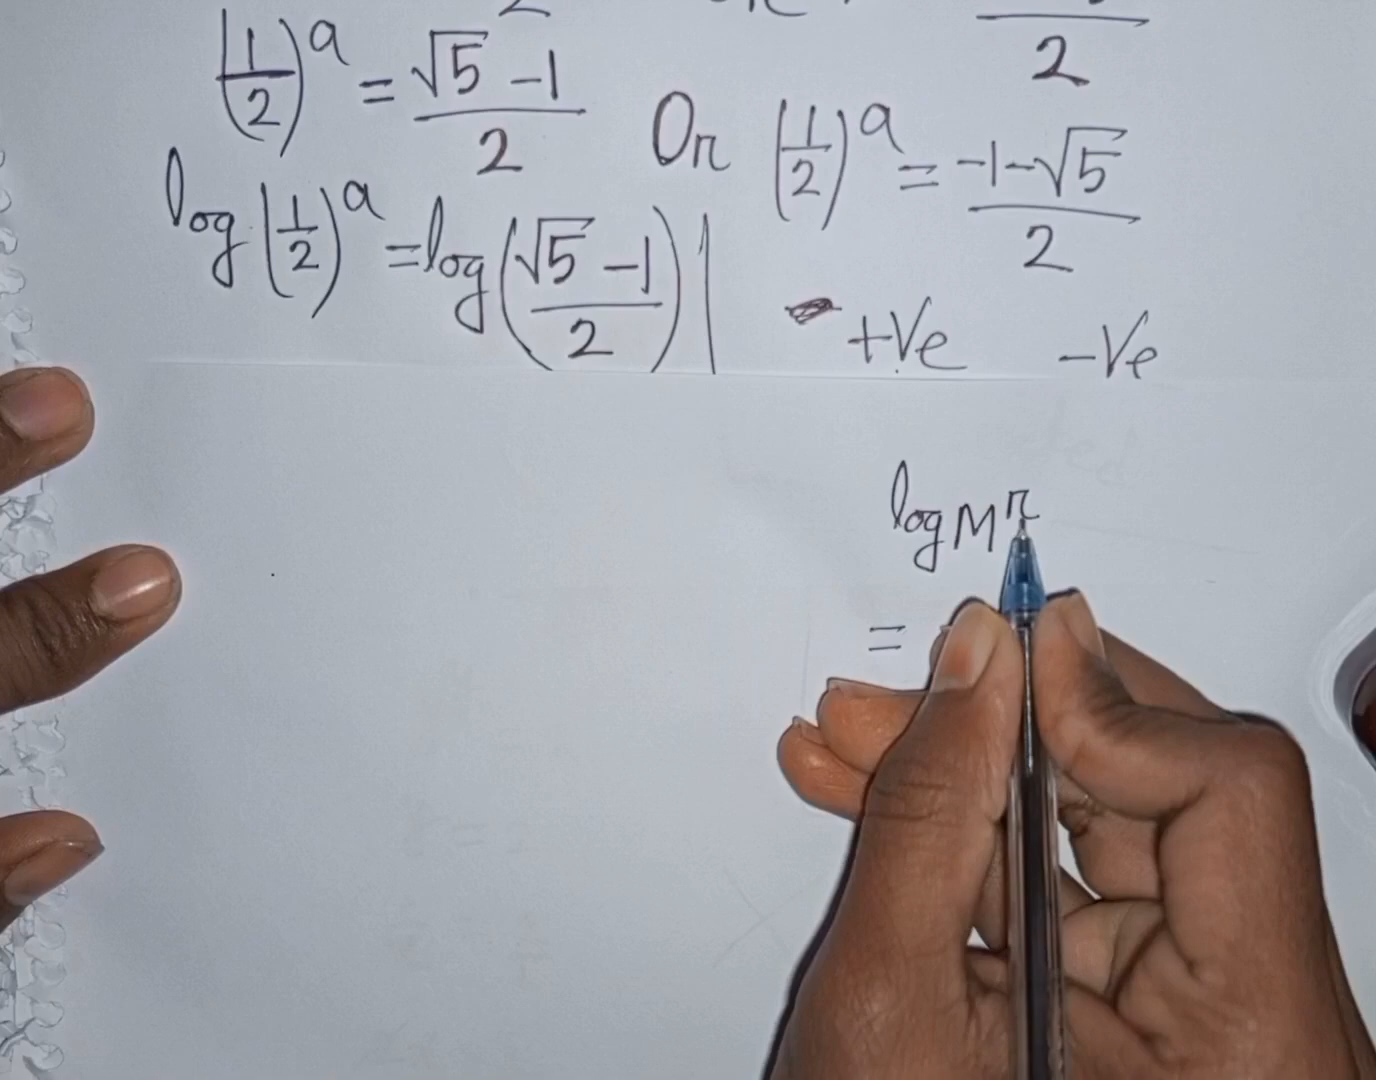 2
(1/2)^a = (√5 - 1)/2 Or (1/2)^a = (-1-√5)/2
log (1/2)^a = log ((√5 - 1)/2) | +Ve -Ve
log M^r
=